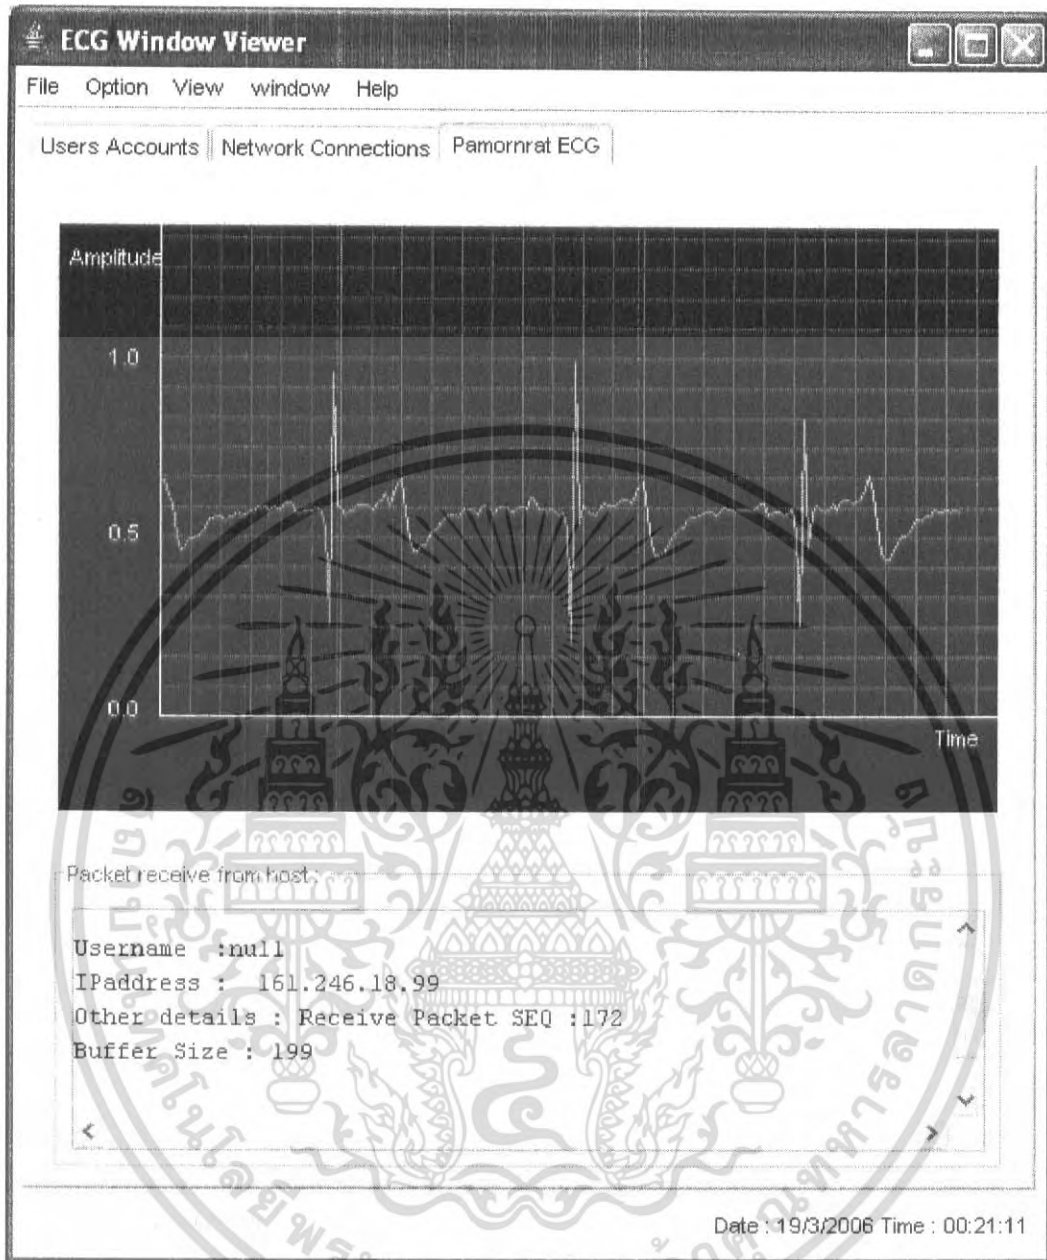 ECG Window Viewer
File Option View window Help
Users Accounts Network Connections Pamornrat ECG
Amplitude
1.0
0.5
0.0
Time
Packet receive from host :
Username :null
IPaddress : 161.246.18.99
Other details : Receive Packet SEQ :172
Buffer Size : 199
Date : 19/3/2006 Time : 00:21:11